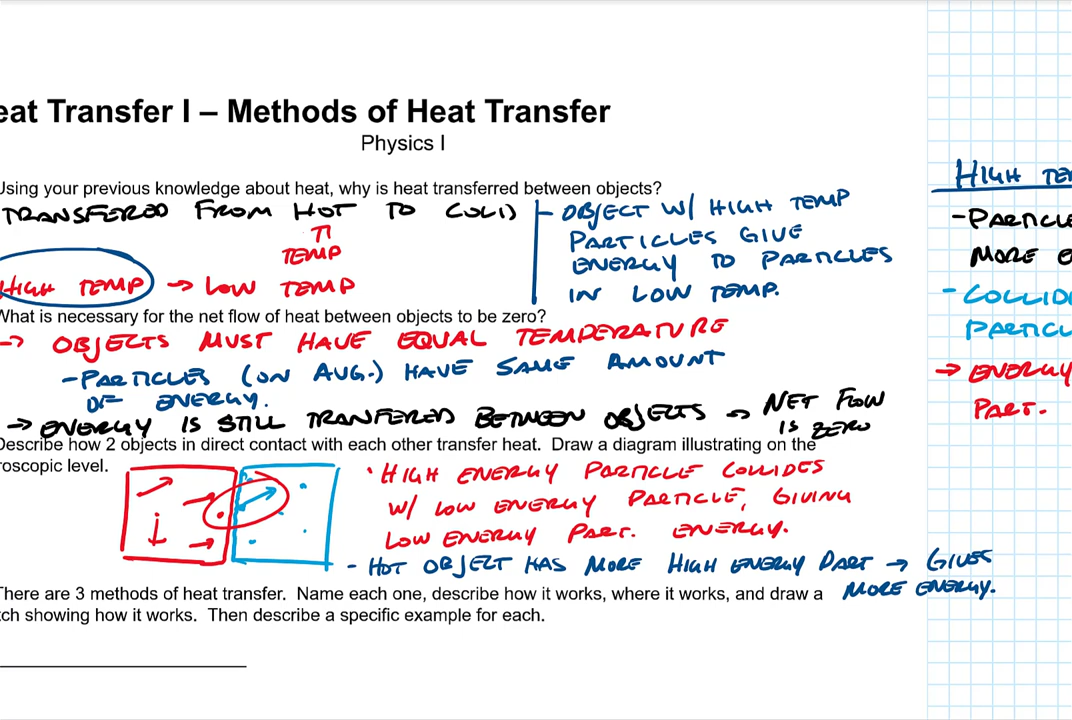 eat Transfer I – Methods of Heat Transfer
Physics I
Using your previous knowledge about heat, why is heat transferred between objects?
TRANSFERED FROM HOT TO COLD
TEMP
HIGH TEMP → LOW TEMP
- OBJECT W/ HIGH TEMP
PARTICLES GIVE
ENERGY TO PARTICLES
IN LOW TEMP.
What is necessary for the net flow of heat between objects to be zero?
→ OBJECTS MUST HAVE EQUAL TEMPERATURE
- PARTICLES (ON AVG.) HAVE SAME AMOUNT
OF ENERGY.
→ ENERGY IS STILL TRANFERED BETWEEN OBJECTS → NET FLOW
IS ZERO
Describe how 2 objects in direct contact with each other transfer heat. Draw a diagram illustrating on the
roscopic level.
• HIGH ENERGY PARTICLE COLLIDES
W/ LOW ENERGY PARTICLE, GIVING
LOW ENERGY PART. ENERGY.
- HOT OBJECT HAS MORE HIGH ENERGY PART → GIVES
MORE ENERGY.
There are 3 methods of heat transfer. Name each one, describe how it works, where it works, and draw a
tch showing how it works. Then describe a specific example for each.
HIGH TEM
- PARTICLE
MORE E
- COLLIDE
PARTICL
→ ENERGY
PART.